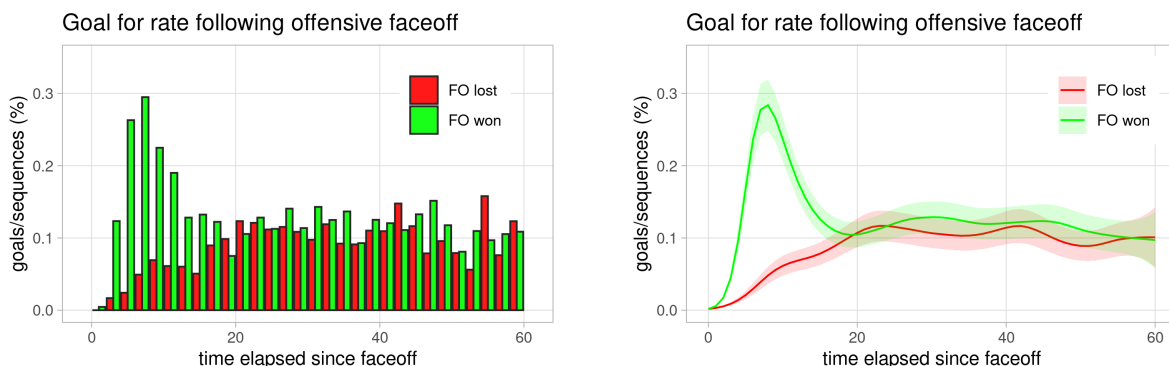 Goal for rate following offensive faceoff
goals/sequences (%)
0.3
0.2
0.1
0.0
FO lost
FO won
0
20
40
60
time elapsed since faceoff
Goal for rate following offensive faceoff
goals/sequences (%)
0.3
0.2
0.1
0.0
FO lost
FO won
0
20
40
60
time elapsed since faceoff